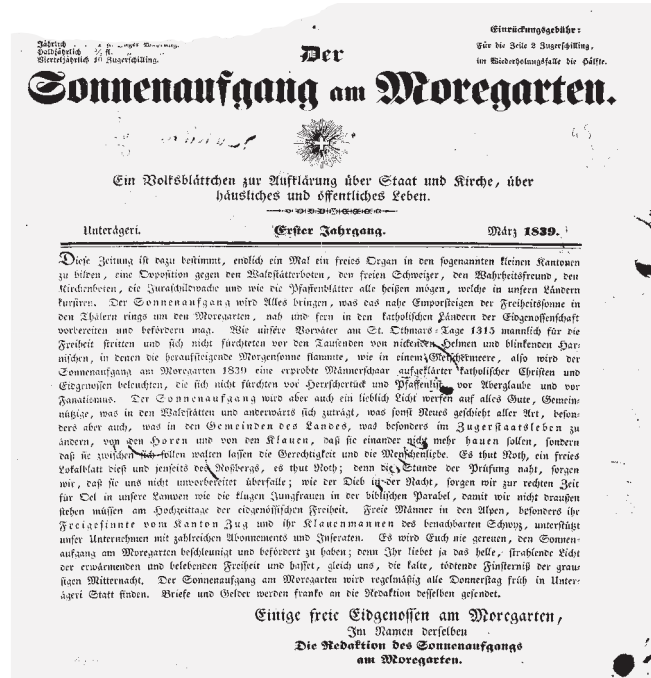 Jährlich
Halbjährlich ½ fl.
Vierteljährlich 10 Zugerschilling.
Einrückungsgebühr:
Für die Zeile 2 Zugerschilling,
im Wiederholungsfalle die Hälfte.
Der
Sonnenaufgang am Moregarten.
Ein Volksblättchen zur Aufklärung über Staat und Kirche, über
häusliches und öffentliches Leben.
Unterägeri. Erster Jahrgang. März 1839.
Diese Zeitung ist dazu bestimmt, endlich ein Mal ein freies Organ in den sogenannten kleinen Kantonen
zu bilden, eine Opposition gegen den Waldstätterboten, den freien Schweizer, den Wahrheitsfreund, den
Kirchenboten, die Juraschildwache und wie die Pfaffenblätter alle heißen mögen, welche in unsern Ländern
kursiren. Der Sonnenaufgang wird Alles bringen, was das nahe Emporsteigen der Freiheitssonne in
den Thälern rings um den Moregarten, nah und fern in den katholischen Ländern der Eidgenossenschaft
vorbereiten und befördern mag. Wie unsere Vorväter am St. Othmars-Tage 1315 mannlich für die
Freiheit stritten und sich nicht fürchteten vor den Tausenden von nickenden Helmen und blinkenden Har-
nischen, in denen die heraufsteigende Morgensonne flammte, wie in einem Gletschermeere, also wird der
Sonnenaufgang am Moregarten 1839 eine erprobte Männerschaar aufgeklärter katholischer Christen und
Eidgenossen beleuchten, die sich nicht fürchten vor Herrschertück und Pfaffenlist, vor Aberglaube und vor
Fanatismus. Der Sonnenaufgang wird aber auch ein lieblich Licht werfen auf alles Gute, Gemein-
nützige, was in den Waldstätten und anderwärts sich zuträgt, was sonst Neues geschieht aller Art, beson-
ders aber auch, was in den Gemeinden des Landes, was besonders im Zugerstaatsleben zu
ändern, von den Horen und von den Klauen, daß sie einander nicht mehr hauen sollen, sondern
daß sie zwischen sich sollen walten lassen die Gerechtigkeit und die Menschenliebe. Es thut Noth, ein freies
Lokalblatt dieß und jenseits des Roßbergs, es thut Noth; denn die Stunde der Prüfung naht, sorgen
wir, daß sie uns nicht unvorbereitet überfalle; wie der Dieb in der Nacht, sorgen wir zur rechten Zeit
für Oel in unsere Lampen wie die klugen Jungfrauen in der biblischen Parabel, damit wir nicht draußen
stehen müssen am Hochzeittage der eidgenössischen Freiheit. Freie Männer in den Alpen, besonders ihr
Freigesinnte vom Kanton Zug und ihr Klauenmannen des benachbarten Schwyz, unterstützt
unser Unternehmen mit zahlreichen Abonnements und Inseraten. Es wird Euch nie gereuen, den Sonnen-
aufgang am Moregarten beschleunigt und befördert zu haben; denn Ihr liebet ja das helle, strahlende Licht
der erwärmenden und belebenden Freiheit und hasset, gleich uns, die kalte, tödtende Finsterniß der grau-
sigen Mitternacht. Der Sonnenaufgang am Moregarten wird regelmäßig alle Donnerstag früh in Unter-
ägeri Statt finden. Briefe und Gelder werden franko an die Redaktion desselben gesendet.
Einige freie Eidgenossen am Moregarten,
Im Namen derselben
Die Redaktion des Sonnenaufgangs
am Moregarten.